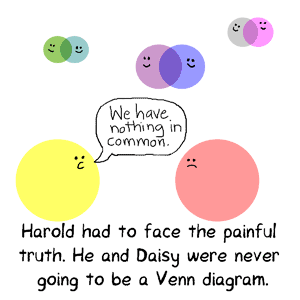 We have
nothing in
common.
Harold had to face the painful
truth. He and Daisy were never
going to be a Venn diagram.